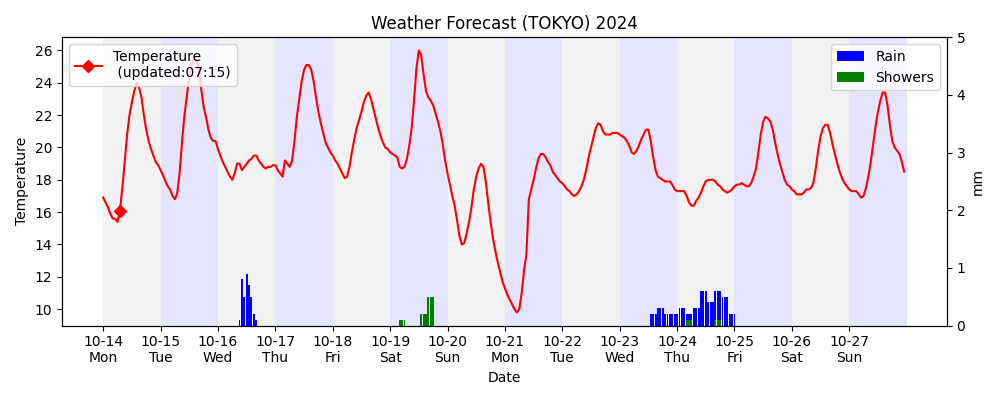 Weather Forecast (TOKYO) 2024
Temperature
(updated:07:15)
Rain
Showers
Temperature
26
24
22
20
18
16
14
12
10
5
4
3
2
1
0
mm
10-14 10-15 10-16 10-17 10-18 10-19 10-20 10-21 10-22 10-23 10-24 10-25 10-26 10-27
Mon Tue Wed Thu Fri Sat Sun Mon Tue Wed Thu Fri Sat Sun
Date